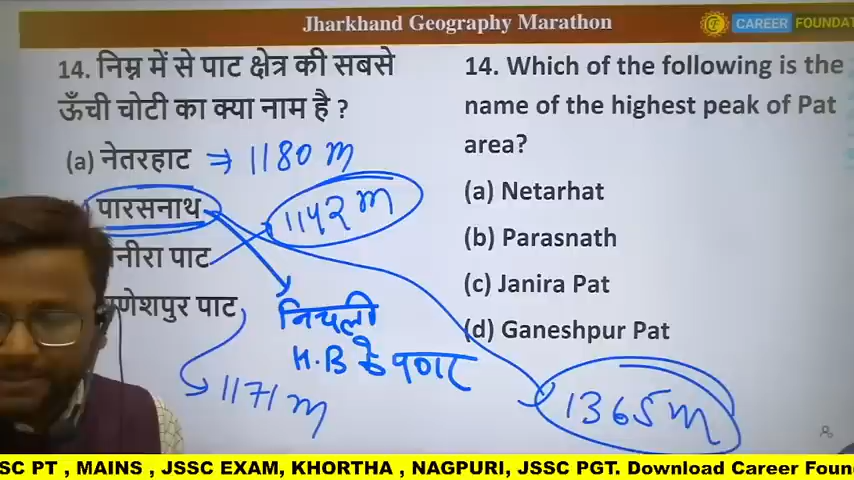 Jharkhand Geography Marathon
CAREER FOUNDAT
14. निम्न में से पाट क्षेत्र की सबसे
ऊँची चोटी का क्या नाम है ?
(a) नेतरहाट ⇒ 1180 m
पारसनाथ 1142 m
नीरा पाट
णेशपुर पाट
निचली
H.B के पठार
1171 m
14. Which of the following is the
name of the highest peak of Pat
area?
(a) Netarhat
(b) Parasnath
(c) Janira Pat
(d) Ganeshpur Pat
1365 m
SC PT , MAINS , JSSC EXAM, KHORTHA , NAGPURI, JSSC PGT. Download Career Foun